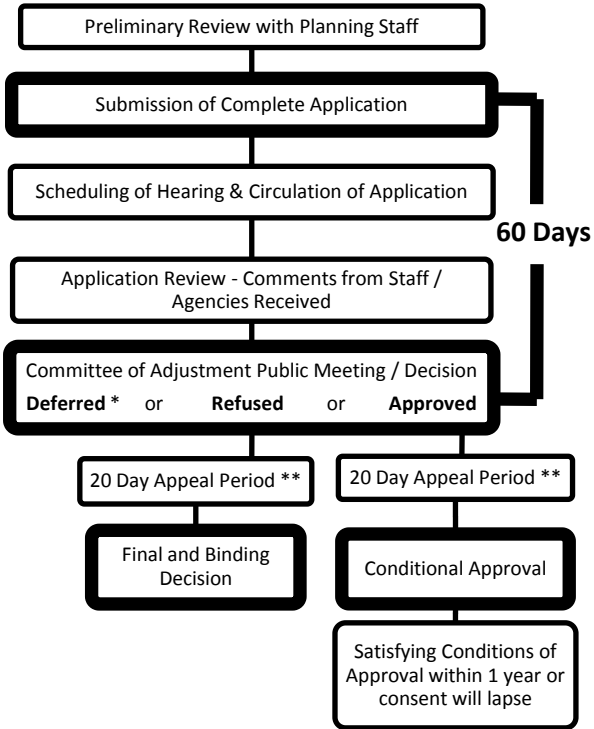 Preliminary Review with Planning Staff
Submission of Complete Application
Scheduling of Hearing & Circulation of Application
60 Days
Application Review - Comments from Staff /
Agencies Received
Committee of Adjustment Public Meeting / Decision
Deferred * or Refused or Approved
20 Day Appeal Period **
20 Day Appeal Period **
Final and Binding
Decision
Conditional Approval
Satisfying Conditions of
Approval within 1 year or
consent will lapse